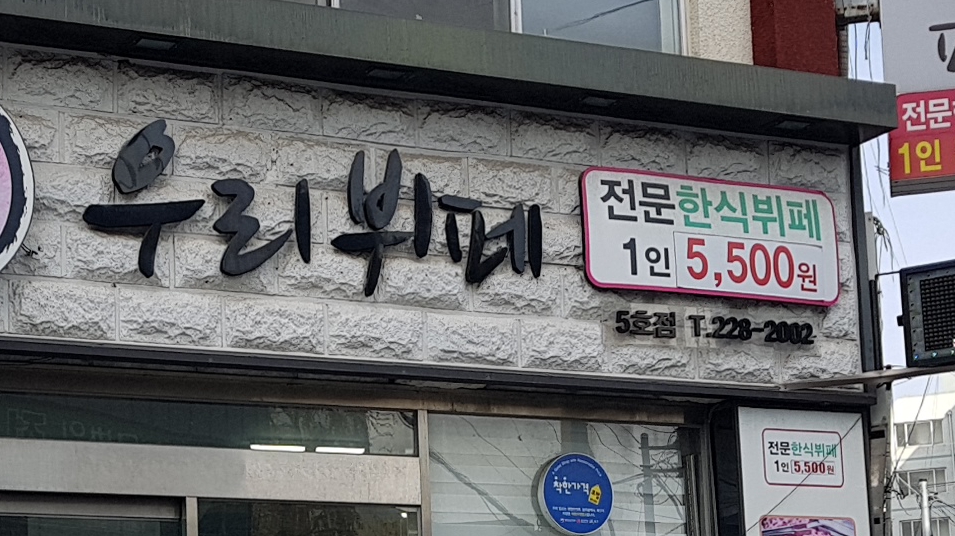 우리뷔페
전문한식뷔페
1인 5,500원
5호점 T.228-2002
전문
1인
착한가격
전문한식뷔페
1인 5,500원